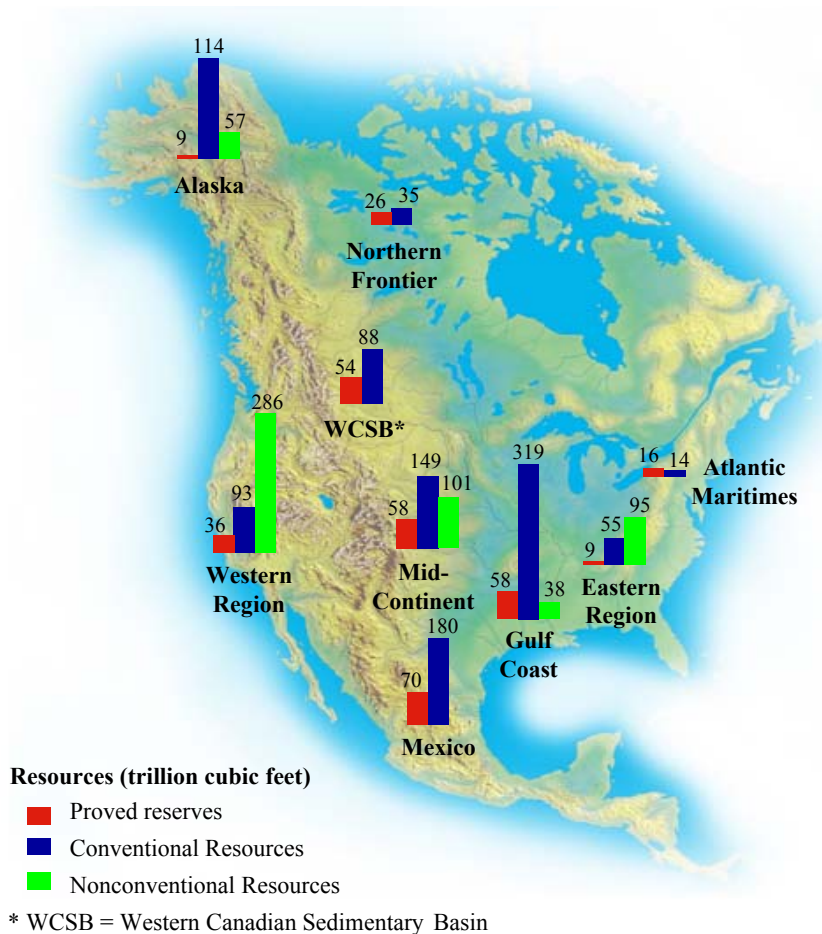 114
9
57
Alaska
26
35
Northern
Frontier
54
88
WCSB*
36
93
286
Western
Region
58
149
101
Mid-
Continent
58
319
38
Gulf
Coast
9
55
95
Eastern
Region
16
14
Atlantic
Maritimes
70
180
Mexico
Resources (trillion cubic feet)
Proved reserves
Conventional Resources
Nonconventional Resources
* WCSB = Western Canadian Sedimentary Basin